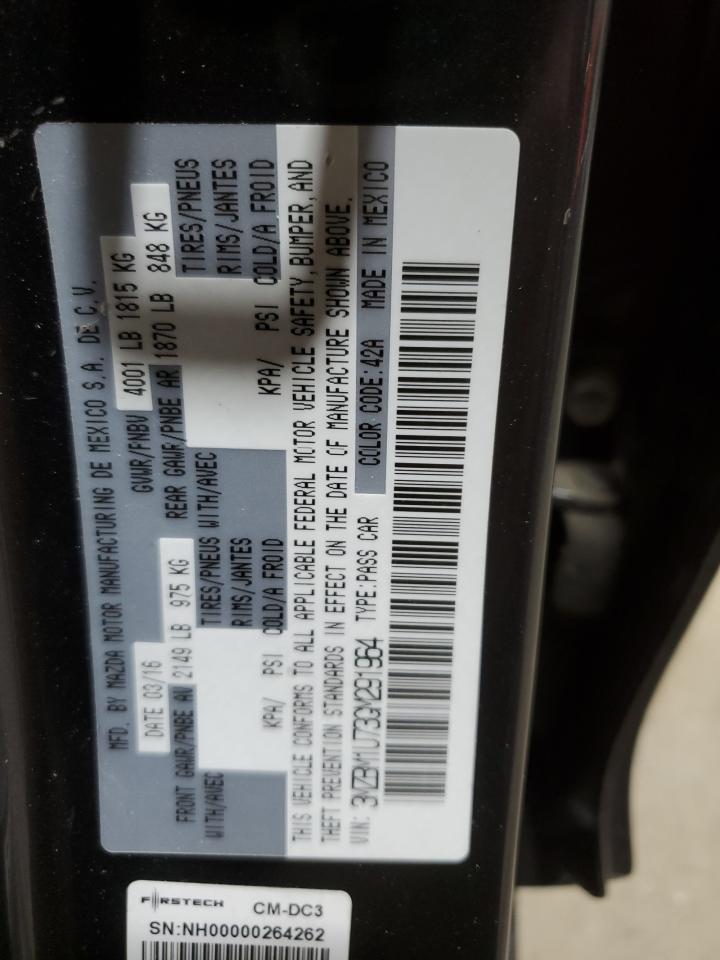 MFD. BY MAZDA MOTOR MANUFACTURING DE MEXICO S.A. DE C.V.
DATE 03/16 GVWR/PNBV 4001 LB 1815 KG
FRONT GAWR/PNBE AV 2149 LB 975 KG REAR GAWR/PNBE AR 1870 LB 848 KG
WITH/AVEC TIRES/PNEUS WITH/AVEC TIRES/PNEUS
RIMS/JANTES RIMS/JANTES
KPA/ PSI COLD/A FROID KPA/ PSI COLD/A FROID
THIS VEHICLE CONFORMS TO ALL APPLICABLE FEDERAL MOTOR VEHICLE SAFETY, BUMPER, AND
THEFT PREVENTION STANDARDS IN EFFECT ON THE DATE OF MANUFACTURE SHOWN ABOVE.
VIN: 3MZBM1U733M291964 TYPE:PASS CAR COLOR CODE:42A MADE IN MEXICO
FIRSTECH CM-DC3
SN:NH00000264262